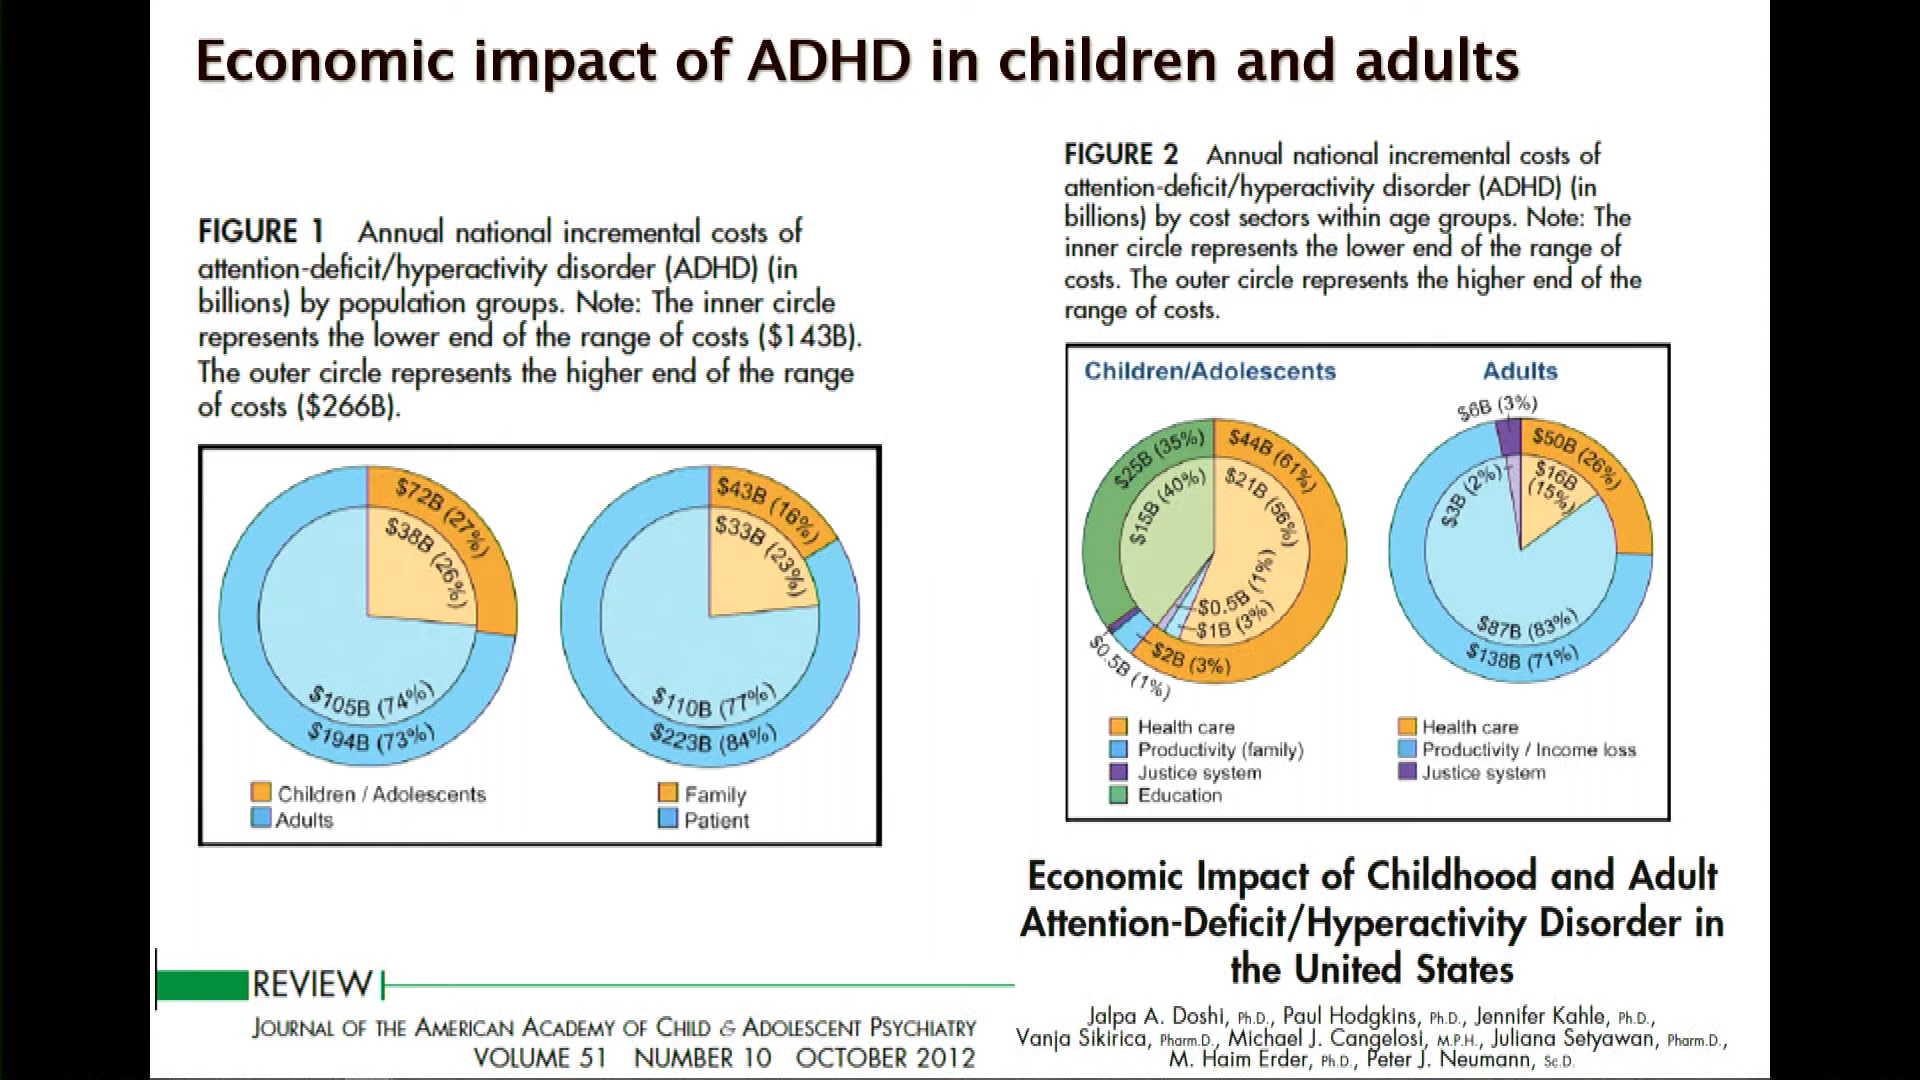 Economic impact of ADHD in children and adults
FIGURE 1 Annual national incremental costs of
attention-deficit/hyperactivity disorder (ADHD) (in
billions) by population groups. Note: The inner circle
represents the lower end of the range of costs ($143B).
The outer circle represents the higher end of the range
of costs ($266B).
$72B (27%)
$38B (26%)
$105B (74%)
$194B (73%)
Children / Adolescents
Adults
$43B (16%)
$33B (23%)
$110B (77%)
$223B (84%)
Family
Patient
FIGURE 2 Annual national incremental costs of
attention-deficit/hyperactivity disorder (ADHD) (in
billions) by cost sectors within age groups. Note: The
inner circle represents the lower end of the range of
costs. The outer circle represents the higher end of the
range of costs.
Children/Adolescents
$25B (35%)
$44B (61%)
$15B (40%)
$21B (56%)
$0.5B (1%)
$1B (3%)
$2B (3%)
$0.5B (1%)
Health care
Productivity (family)
Justice system
Education
Adults
$6B (3%)
$50B (26%)
$3B (2%)
$16B
(15%)
$87B (83%)
$138B (71%)
Health care
Productivity / Income loss
Justice system
REVIEW
JOURNAL OF THE AMERICAN ACADEMY OF CHILD & ADOLESCENT PSYCHIATRY
VOLUME 51 NUMBER 10 OCTOBER 2012
Economic Impact of Childhood and Adult
Attention-Deficit/Hyperactivity Disorder in
the United States
Jalpa A. Doshi, Ph.D., Paul Hodgkins, Ph.D., Jennifer Kahle, Ph.D.,
Vanja Sikirica, Pharm.D., Michael J. Cangelosi, M.P.H., Juliana Setyawan, Pharm.D.,
M. Haim Erder, Ph.D., Peter J. Neumann, Sc.D.